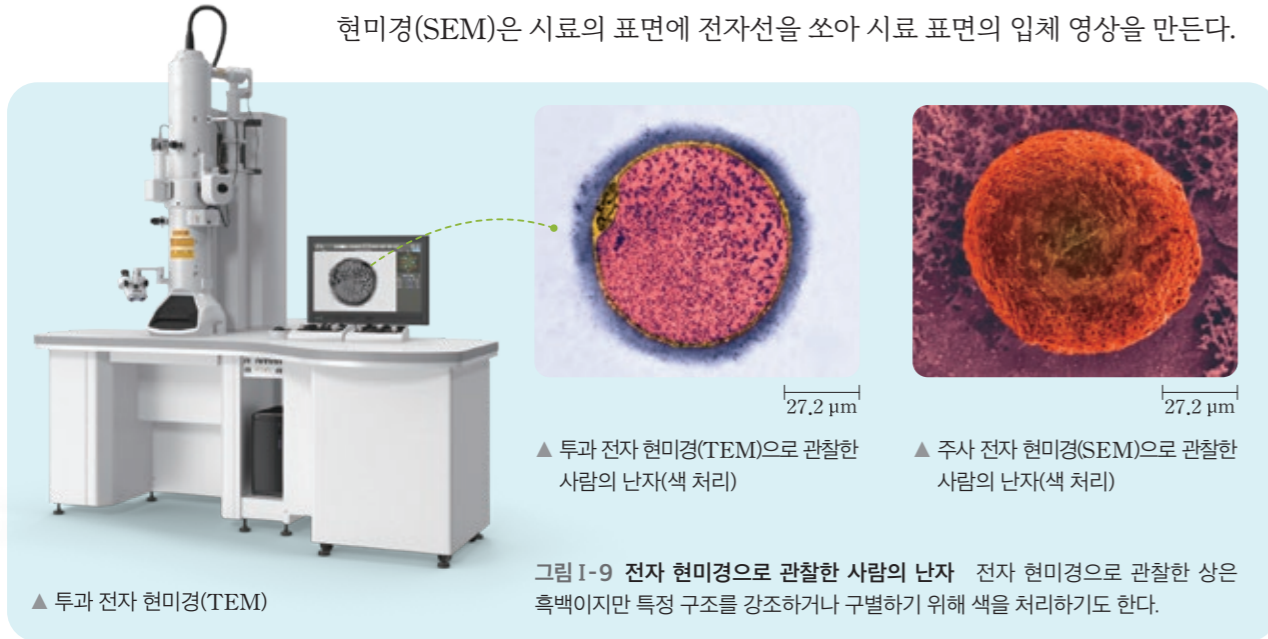 현미경(SEM)은 시료의 표면에 전자선을 쏘아 시료 표면의 입체 영상을 만든다.
27.2 µm
27.2 µm
▲ 투과 전자 현미경(TEM)으로 관찰한
사람의 난자(색 처리)
▲ 주사 전자 현미경(SEM)으로 관찰한
사람의 난자(색 처리)
▲ 투과 전자 현미경(TEM)
그림 I-9 전자 현미경으로 관찰한 사람의 난자 전자 현미경으로 관찰한 상은
흑백이지만 특정 구조를 강조하거나 구별하기 위해 색을 처리하기도 한다.